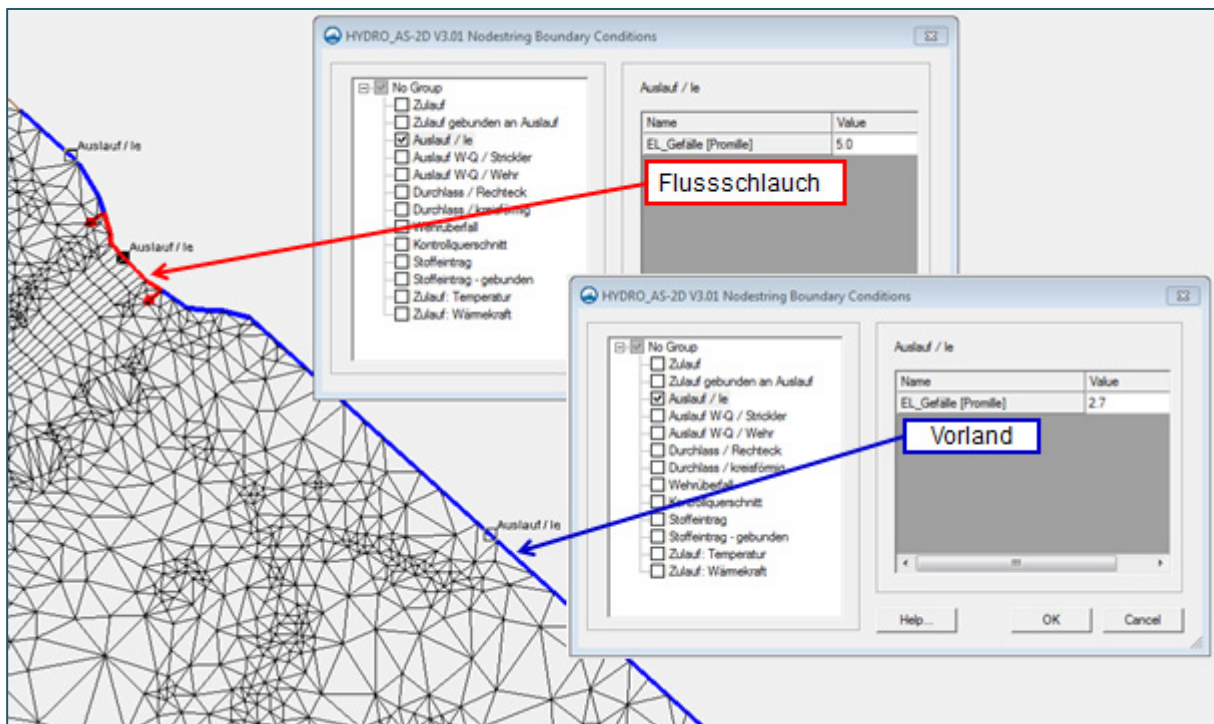 HYDRO_AS-2D V3.01 Nodestring Boundary Conditions
No Group
Zulauf
Zulauf gebunden an Auslauf
Auslauf / Ie
Auslauf W-Q / Strickler
Auslauf W-Q / Wehr
Durchlass / Rechteck
Durchlass / kreisförmig
Wehrüberfall
Kontrollquerschnitt
Stoffeintrag
Stoffeintrag - gebunden
Zulauf: Temperatur
Zulauf: Wärmekraft
Auslauf / Ie
Name Value
EL_Gefälle [Promille] 5.0
Flussschlauch
Auslauf / Ie
Auslauf / Ie
Auslauf / Ie
HYDRO_AS-2D V3.01 Nodestring Boundary Conditions
No Group
Zulauf
Zulauf gebunden an Auslauf
Auslauf / Ie
Auslauf W-Q / Strickler
Auslauf W-Q / Wehr
Durchlass / Rechteck
Durchlass / kreisförmig
Wehrüberfall
Kontrollquerschnitt
Stoffeintrag
Stoffeintrag - gebunden
Zulauf: Temperatur
Zulauf: Wärmekraft
Auslauf / Ie
Name Value
EL_Gefälle [Promille] 2.7
Vorland
Help... OK Cancel